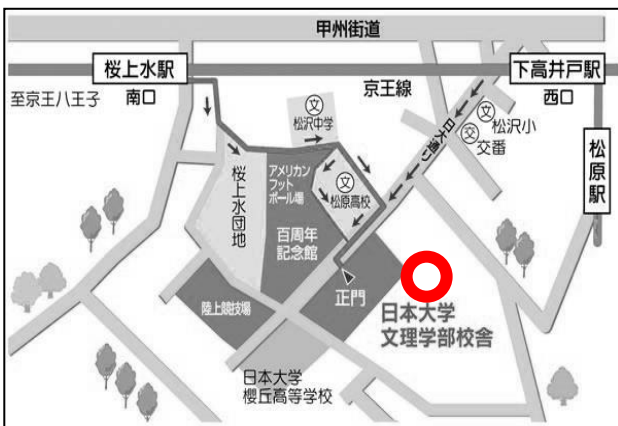 甲州街道
桜上水駅
下高井戸駅
至京王八王子
南口
京王線
西口
文
松沢中学
日大通り
文
松沢小
交
交番
松原駅
桜上水団地
アメリカン
フット
ボール場
文
松原高校
百周年
記念館
陸上競技場
正門
日本大学
文理学部校舎
日本大学
櫻丘高等学校